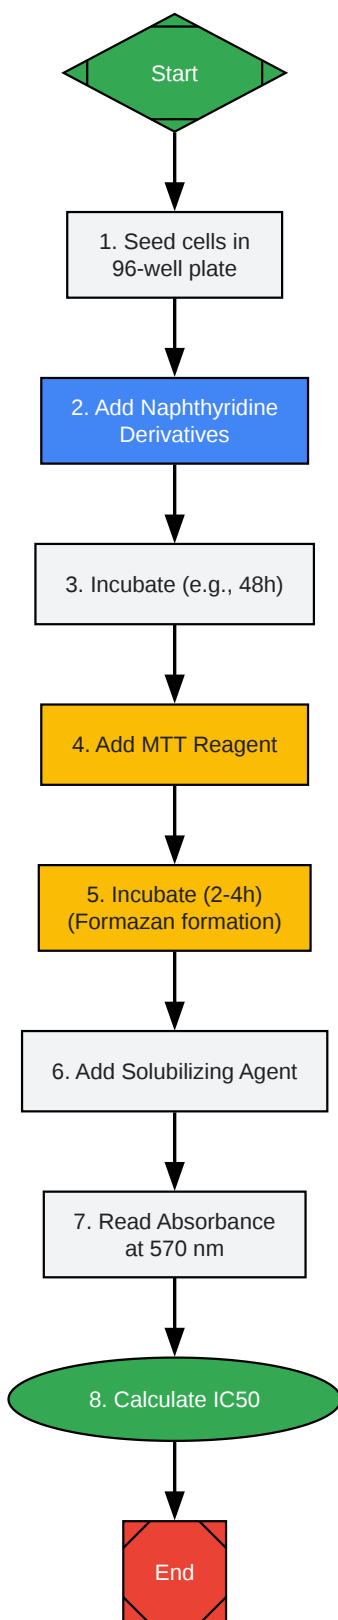 Start
1. Seed cells in
96-well plate
2. Add Naphthyridine
Derivatives
3. Incubate (e.g., 48h)
4. Add MTT Reagent
5. Incubate (2-4h)
(Formazan formation)
6. Add Solubilizing Agent
7. Read Absorbance
at 570 nm
8. Calculate IC50
End